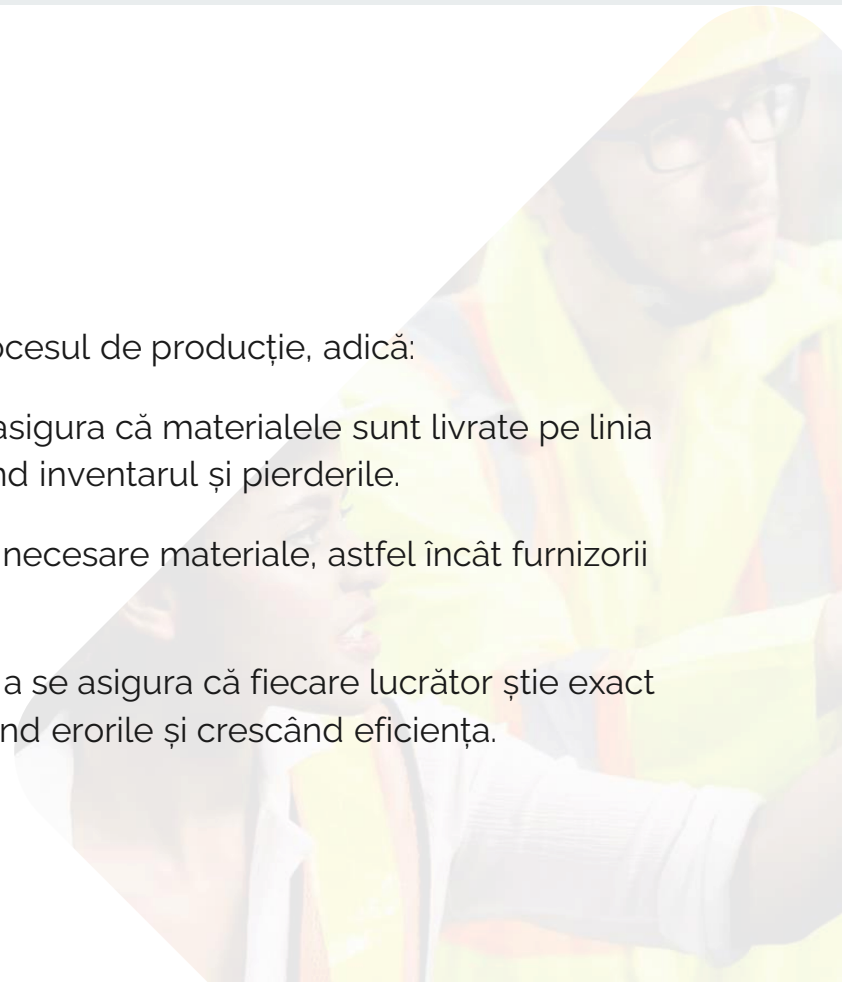 ocesul de producție, adică:
asigura că materialele sunt livrate pe linia
nd inventarul și pierderile.
necesare materiale, astfel încât furnizorii
a se asigura că fiecare lucrător știe exact
nd erorile și crescând eficiența.